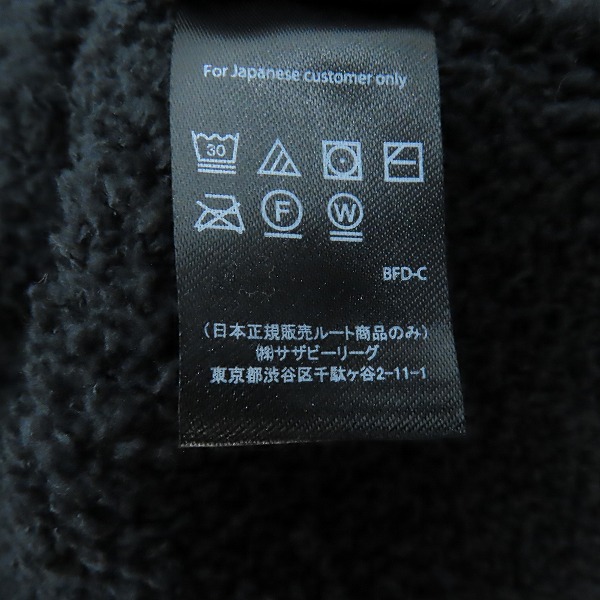 For Japanese customer only
30
F W
BFD-C
(日本正規販売ルート商品のみ)
㈱サザビーリーグ
東京都渋谷区千駄ヶ谷2-11-1